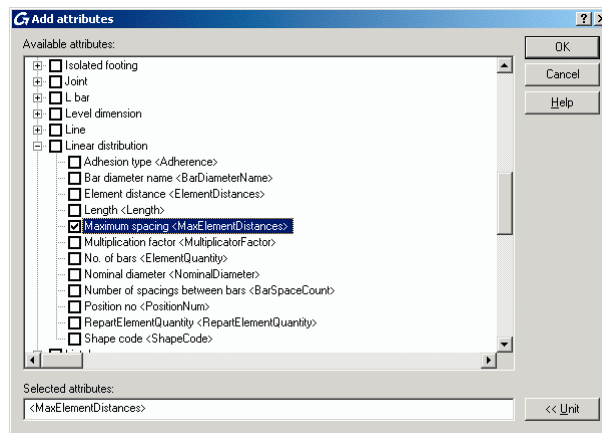 Add attributes
Available attributes:
OK
Cancel
Help
Isolated footing
Joint
L bar
Level dimension
Line
Linear distribution
Adhesion type <Adherence>
Bar diameter name <BarDiameterName>
Element distance <ElementDistances>
Length <Length>
Maximum spacing <MaxElementDistances>
Multiplication factor <MultiplicatorFactor>
No. of bars <ElementQuantity>
Nominal diameter <NominalDiameter>
Number of spacings between bars <BarSpaceCount>
Position no <PositionNum>
RepartElementQuantity <RepartElementQuantity>
Shape code <ShapeCode>
Selected attributes:
<MaxElementDistances>
<< Unit